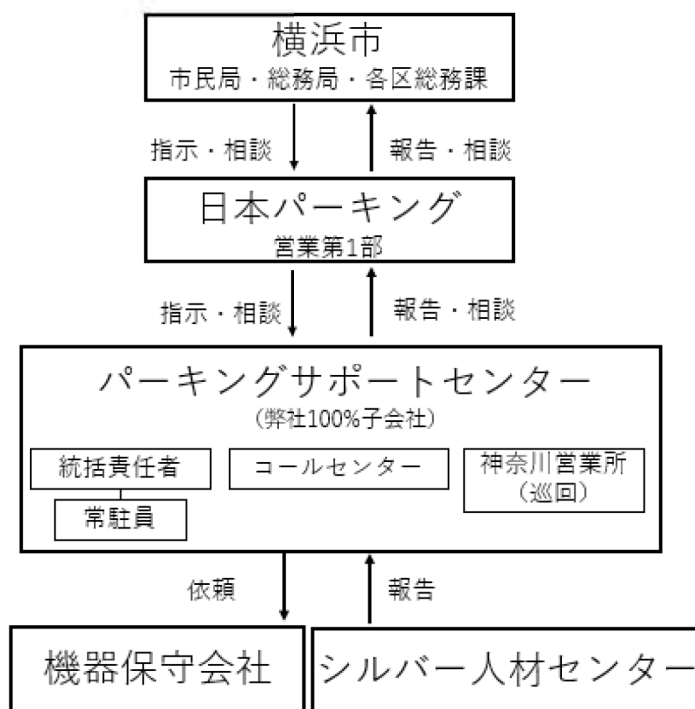 横浜市
市民局・総務局・各区総務課
指示・相談
報告・相談
日本パーキング
営業第1部
指示・相談
報告・相談
パーキングサポートセンター
(弊社100%子会社)
統括責任者
コールセンター
神奈川営業所
（巡回）
常駐員
依頼
報告
機器保守会社
シルバー人材センター